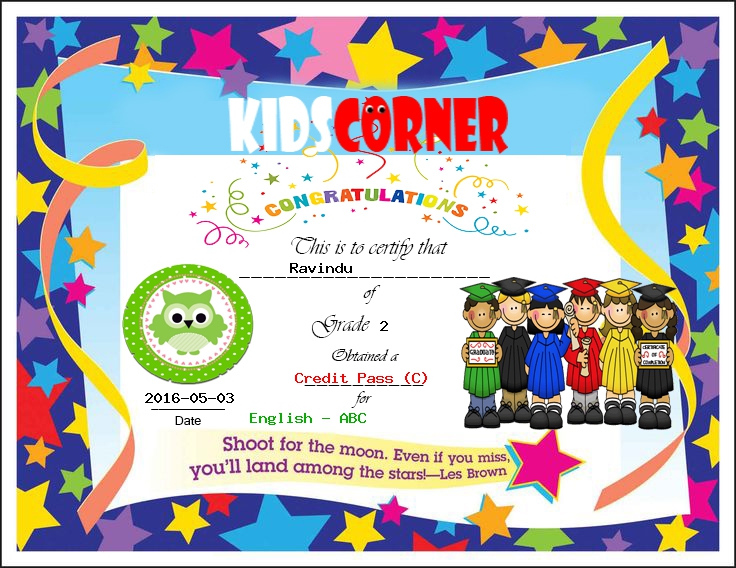 KIDSCORNER
CONGRATULATIONS
This is to certify that
Ravindu
of
Grade 2
Obtained a
Credit Pass (C)
for
English - ABC
2016-05-03
Date
GRADUATE
CERTIFICATE
OF
COMPLETION
Shoot for the moon. Even if you miss,
you'll land among the stars!—Les Brown